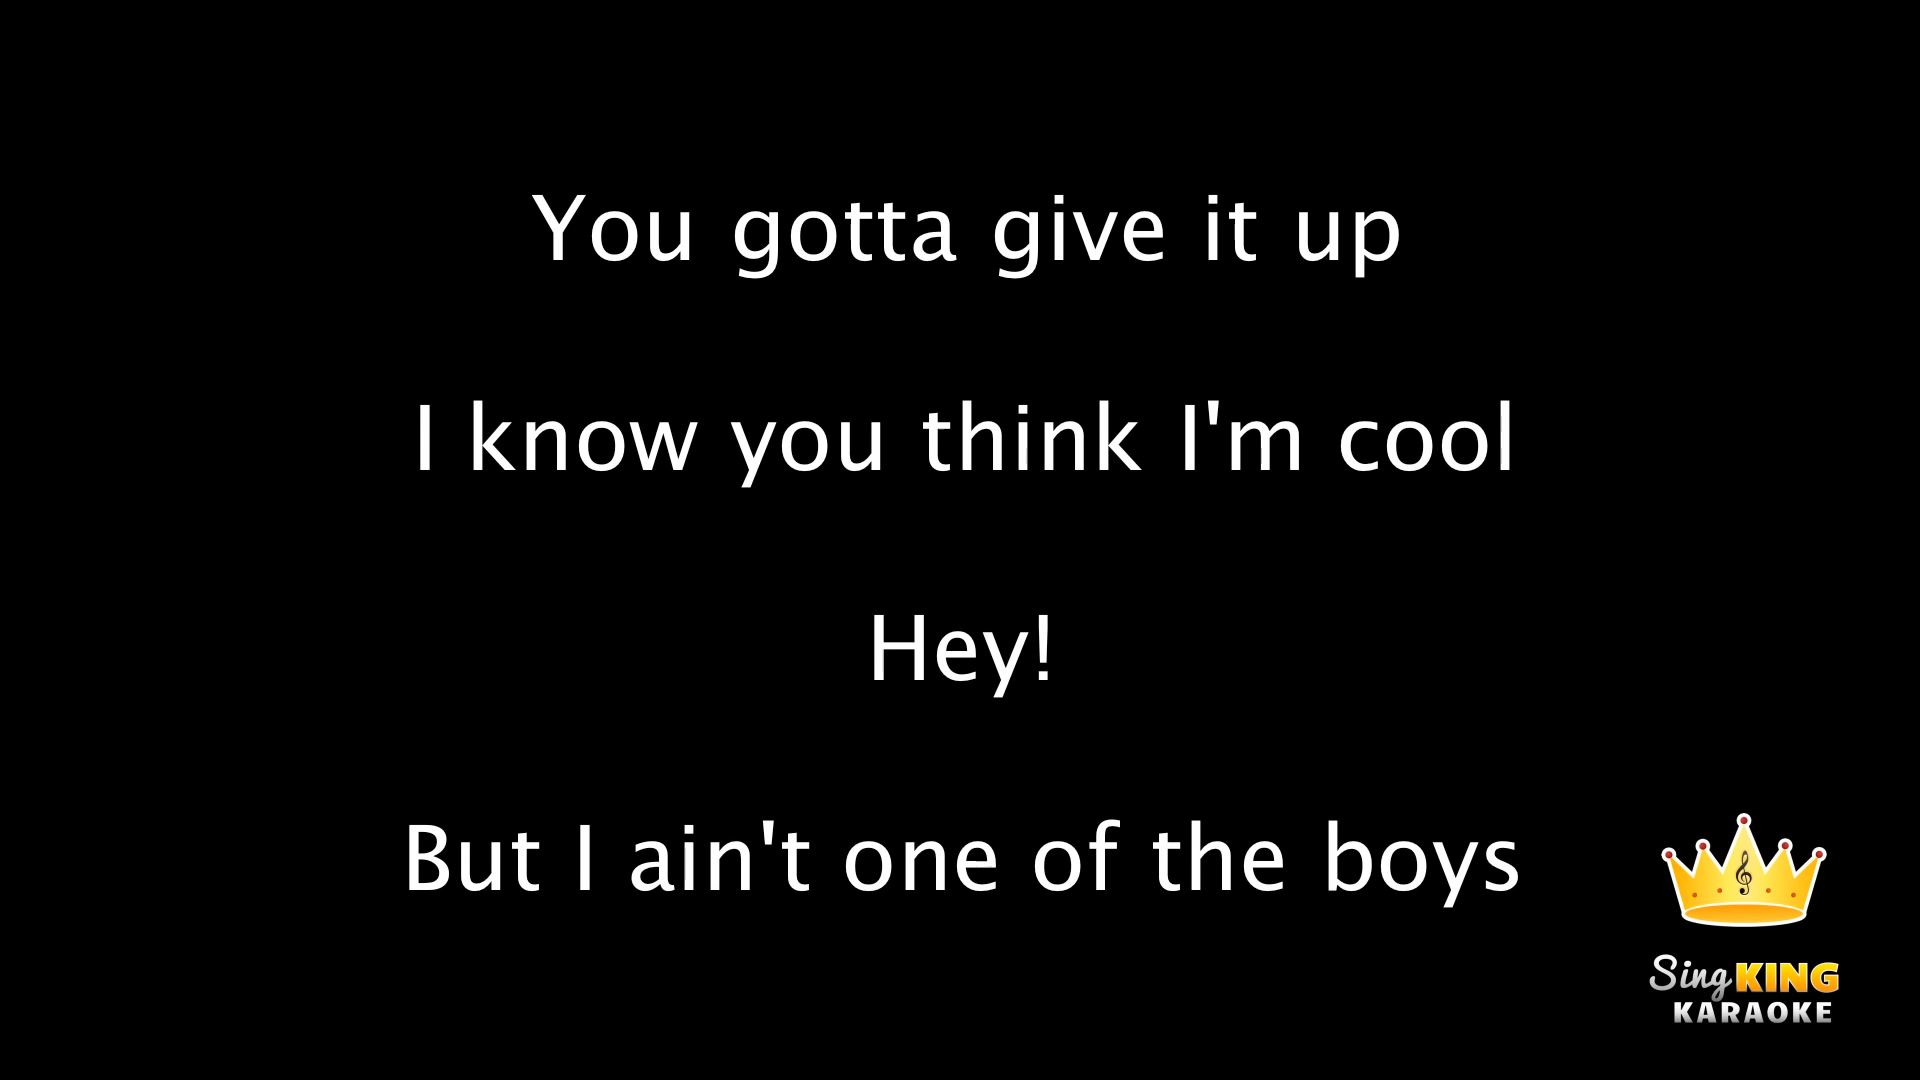 You gotta give it up
I know you think I'm cool
Hey!
But I ain't one of the boys
Sing KING
KARAOKE